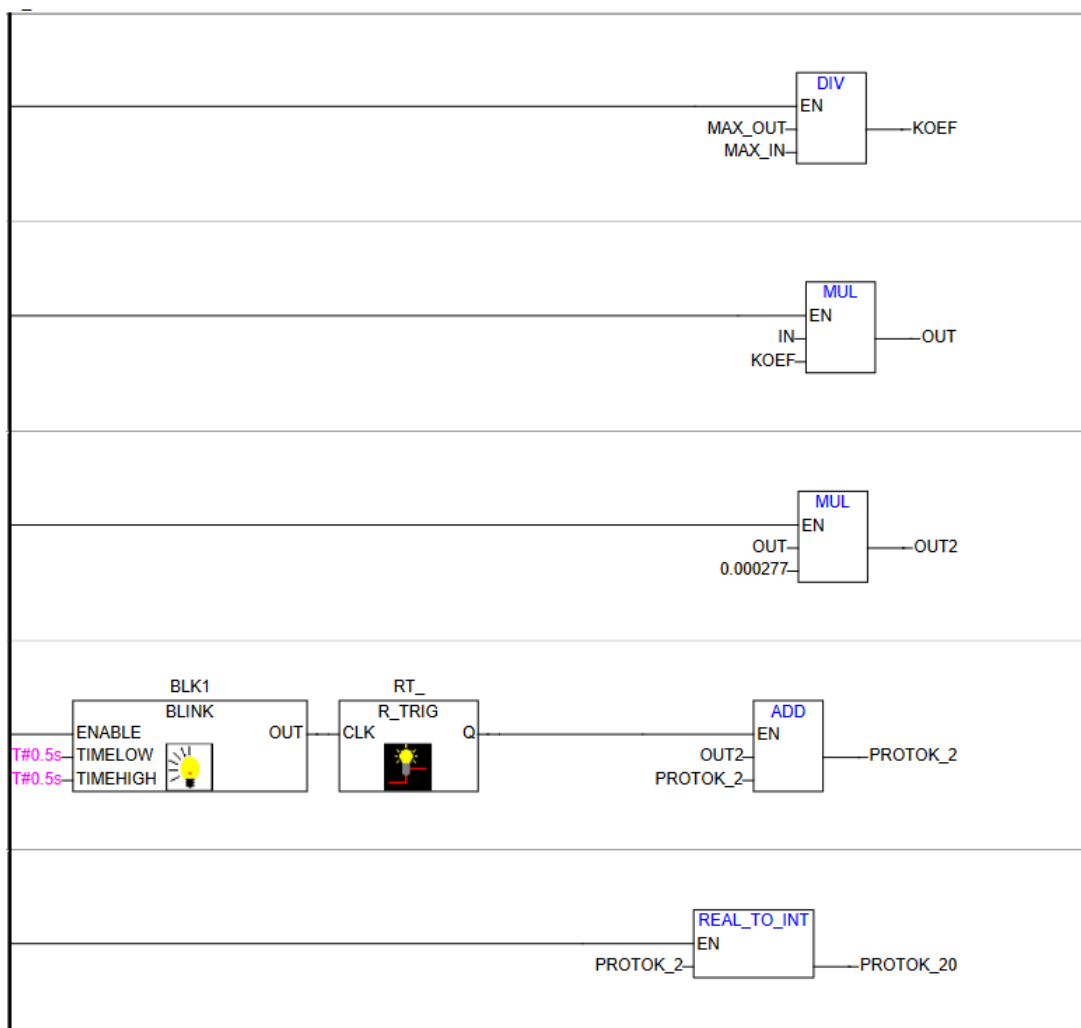 DIV
EN
MAX_OUT
KOEF
MAX_IN
MUL
EN
IN
OUT
KOEF
MUL
EN
OUT
OUT2
0.000277
BLK1 RT_
BLINK R_TRIG ADD
ENABLE OUT CLK Q EN
T#0.5s TIMELOW OUT2 PROTOK_2
T#0.5s TIMEHIGH PROTOK_2
REAL_TO_INT
EN
PROTOK_2 PROTOK_20